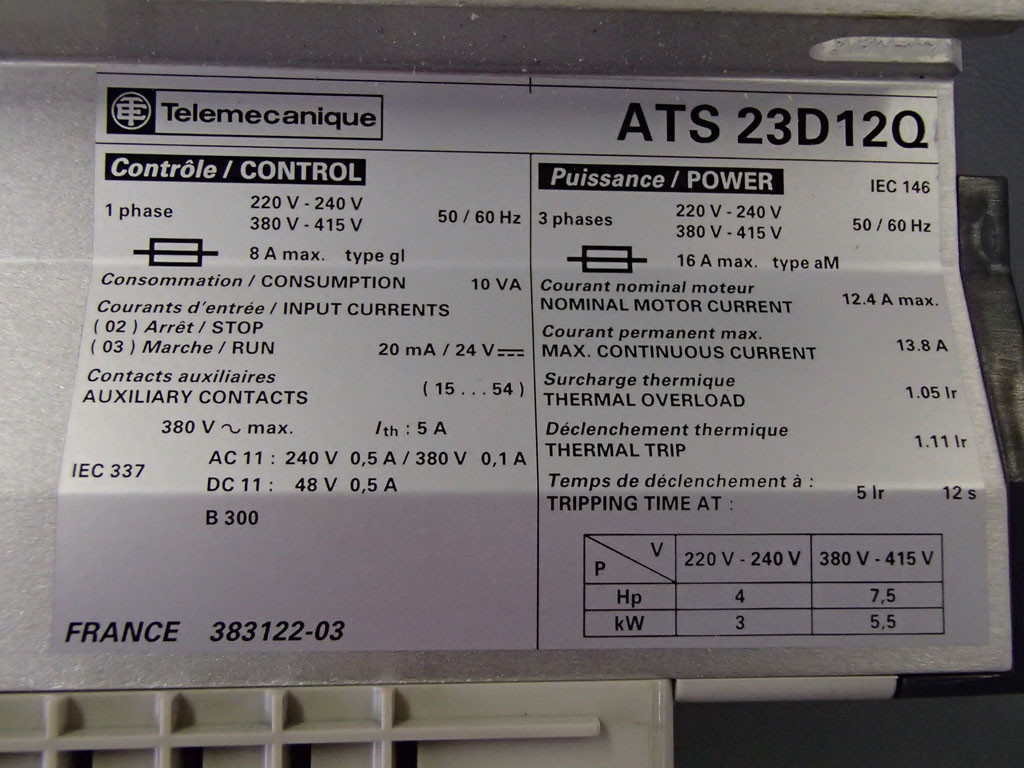 Telemecanique
ATS 23D12Q
Contrôle / CONTROL
1 phase
220 V - 240 V
380 V - 415 V
50 / 60 Hz
8 A max. type gl
Consommation / CONSUMPTION 10 VA
Courants d'entrée / INPUT CURRENTS
( 02 ) Arrêt / STOP
( 03 ) Marche / RUN 20 mA / 24 V⎓
Contacts auxiliaires
AUXILIARY CONTACTS
( 15 . . . 54 )
380 V ∼ max. Ith : 5 A
IEC 337
AC 11 : 240 V 0,5 A / 380 V 0,1 A
DC 11 : 48 V 0,5 A
B 300
FRANCE 383122-03
Puissance / POWER
IEC 146
3 phases
220 V - 240 V
380 V - 415 V
50 / 60 Hz
16 A max. type aM
Courant nominal moteur
NOMINAL MOTOR CURRENT 12.4 A max.
Courant permanent max.
MAX. CONTINUOUS CURRENT 13.8 A
Surcharge thermique
THERMAL OVERLOAD 1.05 Ir
Déclenchement thermique
THERMAL TRIP 1.11 Ir
Temps de déclenchement à :
TRIPPING TIME AT : 5 Ir 12 s
P V 220 V - 240 V 380 V - 415 V
Hp 4 7,5
kW 3 5,5